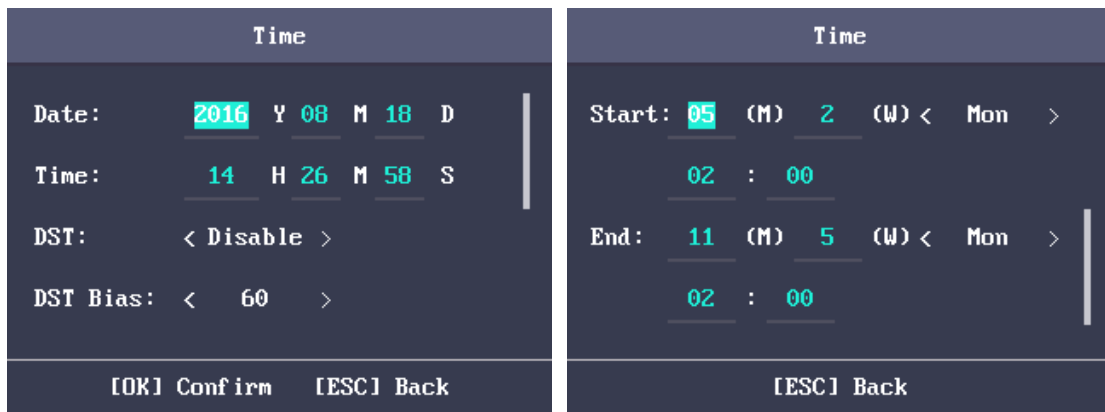 Time
Date: 2016 Y 08 M 18 D
Time: 14 H 26 M 58 S
DST: < Disable >
DST Bias: < 60 >
[OK] Confirm [ESC] Back
Time
Start: 05 (M) 2 (W) < Mon >
02 : 00
End: 11 (M) 5 (W) < Mon >
02 : 00
[ESC] Back